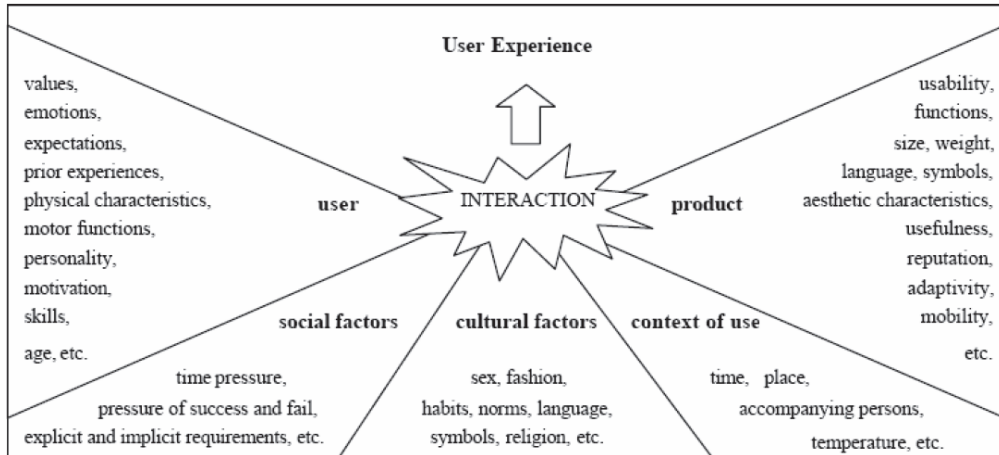 User Experience
values,
emotions,
expectations,
prior experiences,
physical characteristics,
motor functions,
personality,
motivation,
skills,
age, etc.
user
INTERACTION
product
usability,
functions,
size, weight,
language, symbols,
aesthetic characteristics,
usefulness,
reputation,
adaptivity,
mobility,
etc.
social factors
time pressure,
pressure of success and fail,
explicit and implicit requirements, etc.
cultural factors
sex, fashion,
habits, norms, language,
symbols, religion, etc.
context of use
time, place,
accompanying persons,
temperature, etc.